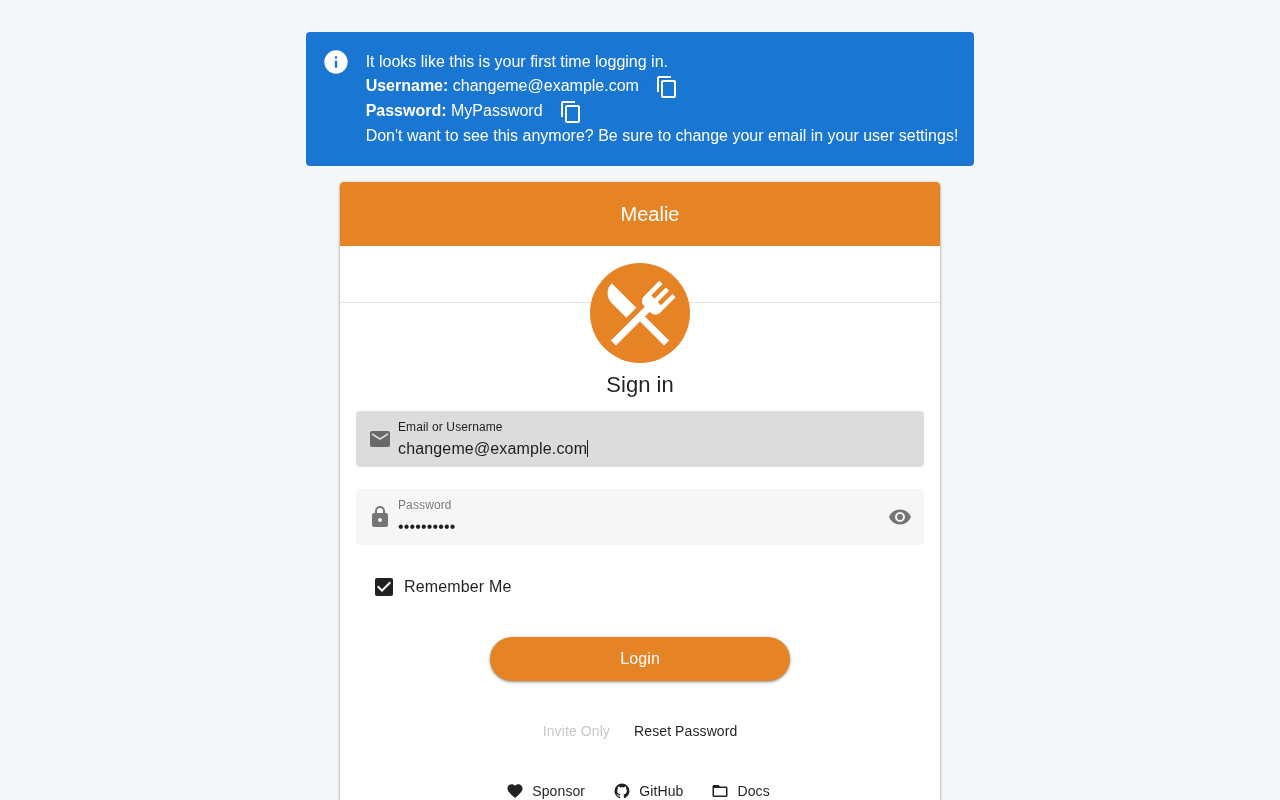 It looks like this is your first time logging in.
Username: changeme@example.com
Password: MyPassword
Don't want to see this anymore? Be sure to change your email in your user settings!
Mealie
Sign in
Email or Username
changeme@example.com
Password
••••••••••
Remember Me
Login
Invite Only Reset Password
Sponsor GitHub Docs